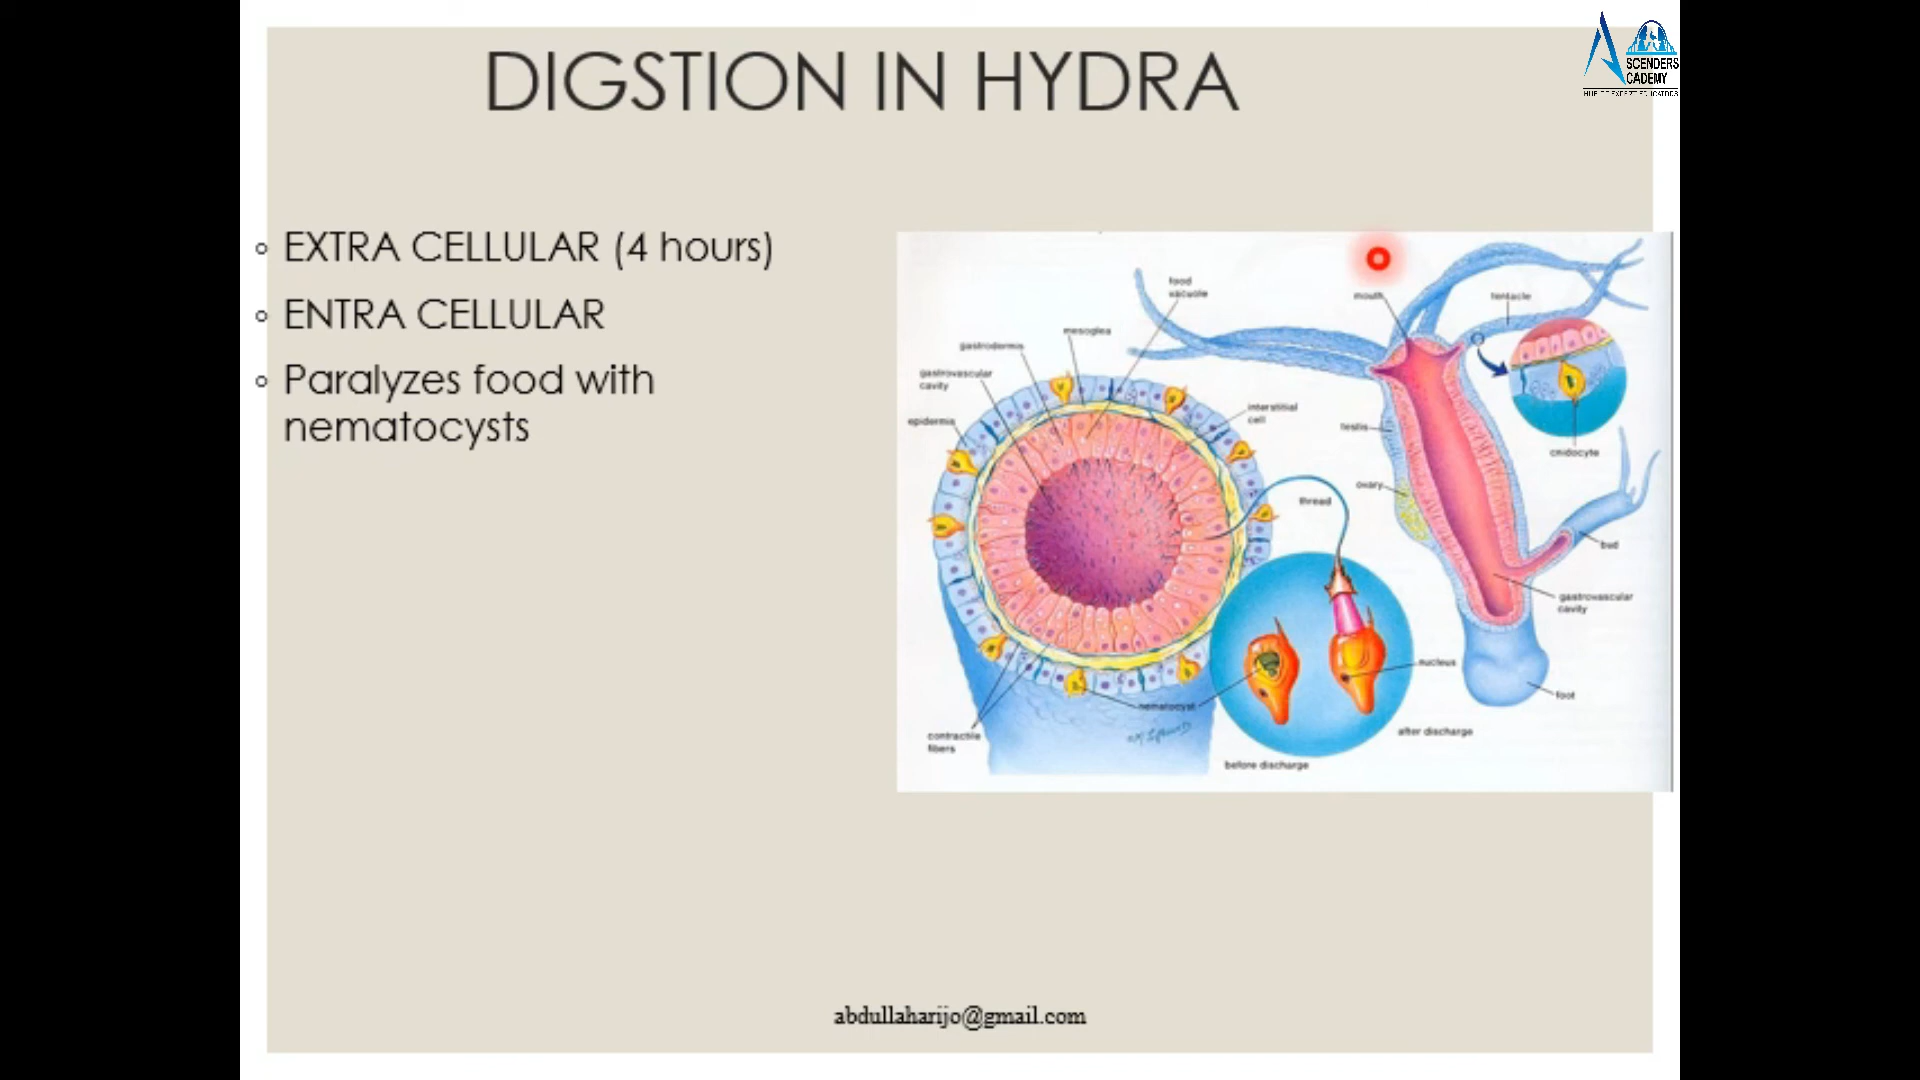 DIGSTION IN HYDRA
SCENDERS
CADEMY
EXTRA CELLULAR (4 hours)
ENTRA CELLULAR
Paralyzes food with
nematocysts
food
vacuole
mesoglea
gastrodermis
gastrovascular
cavity
epidermis
interstitial
cell
mouth
tentacle
testis
cnidocyte
ovary
thread
bud
gastrovascular
cavity
nucleus
foot
nematocyst
contractile
fibers
after discharge
before discharge
abdullaharijo@gmail.com